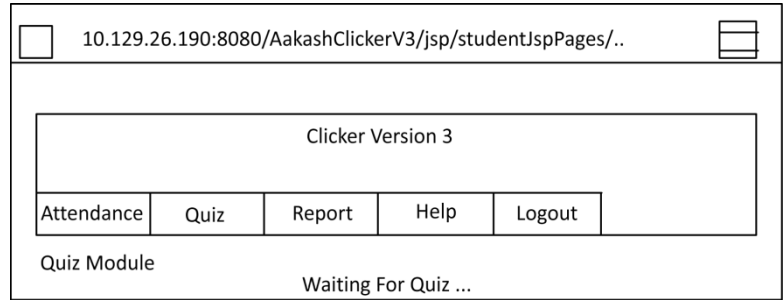 10.129.26.190:8080/AakashClickerV3/jsp/studentJspPages/..
Clicker Version 3
Attendance Quiz Report Help Logout
Quiz Module
Waiting For Quiz ...